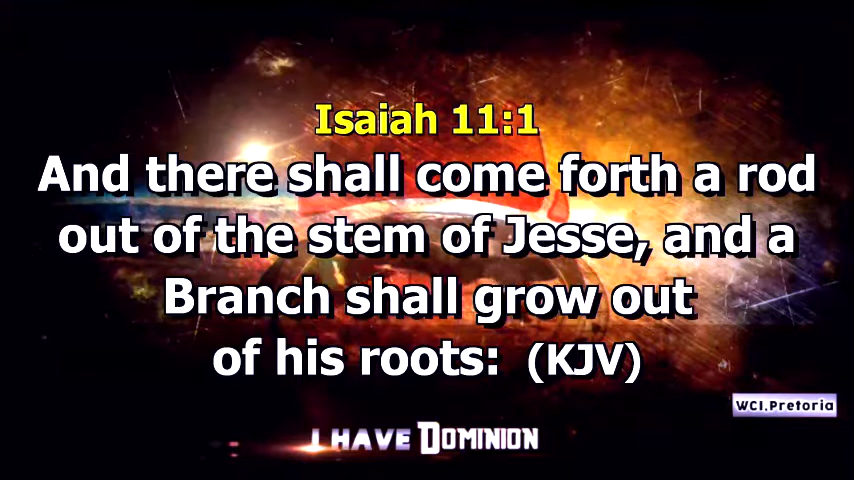 Isaiah 11:1
And there shall come forth a rod
out of the stem of Jesse, and a
Branch shall grow out
of his roots: (KJV)
WCI.Pretoria
I HAVE DOMINION